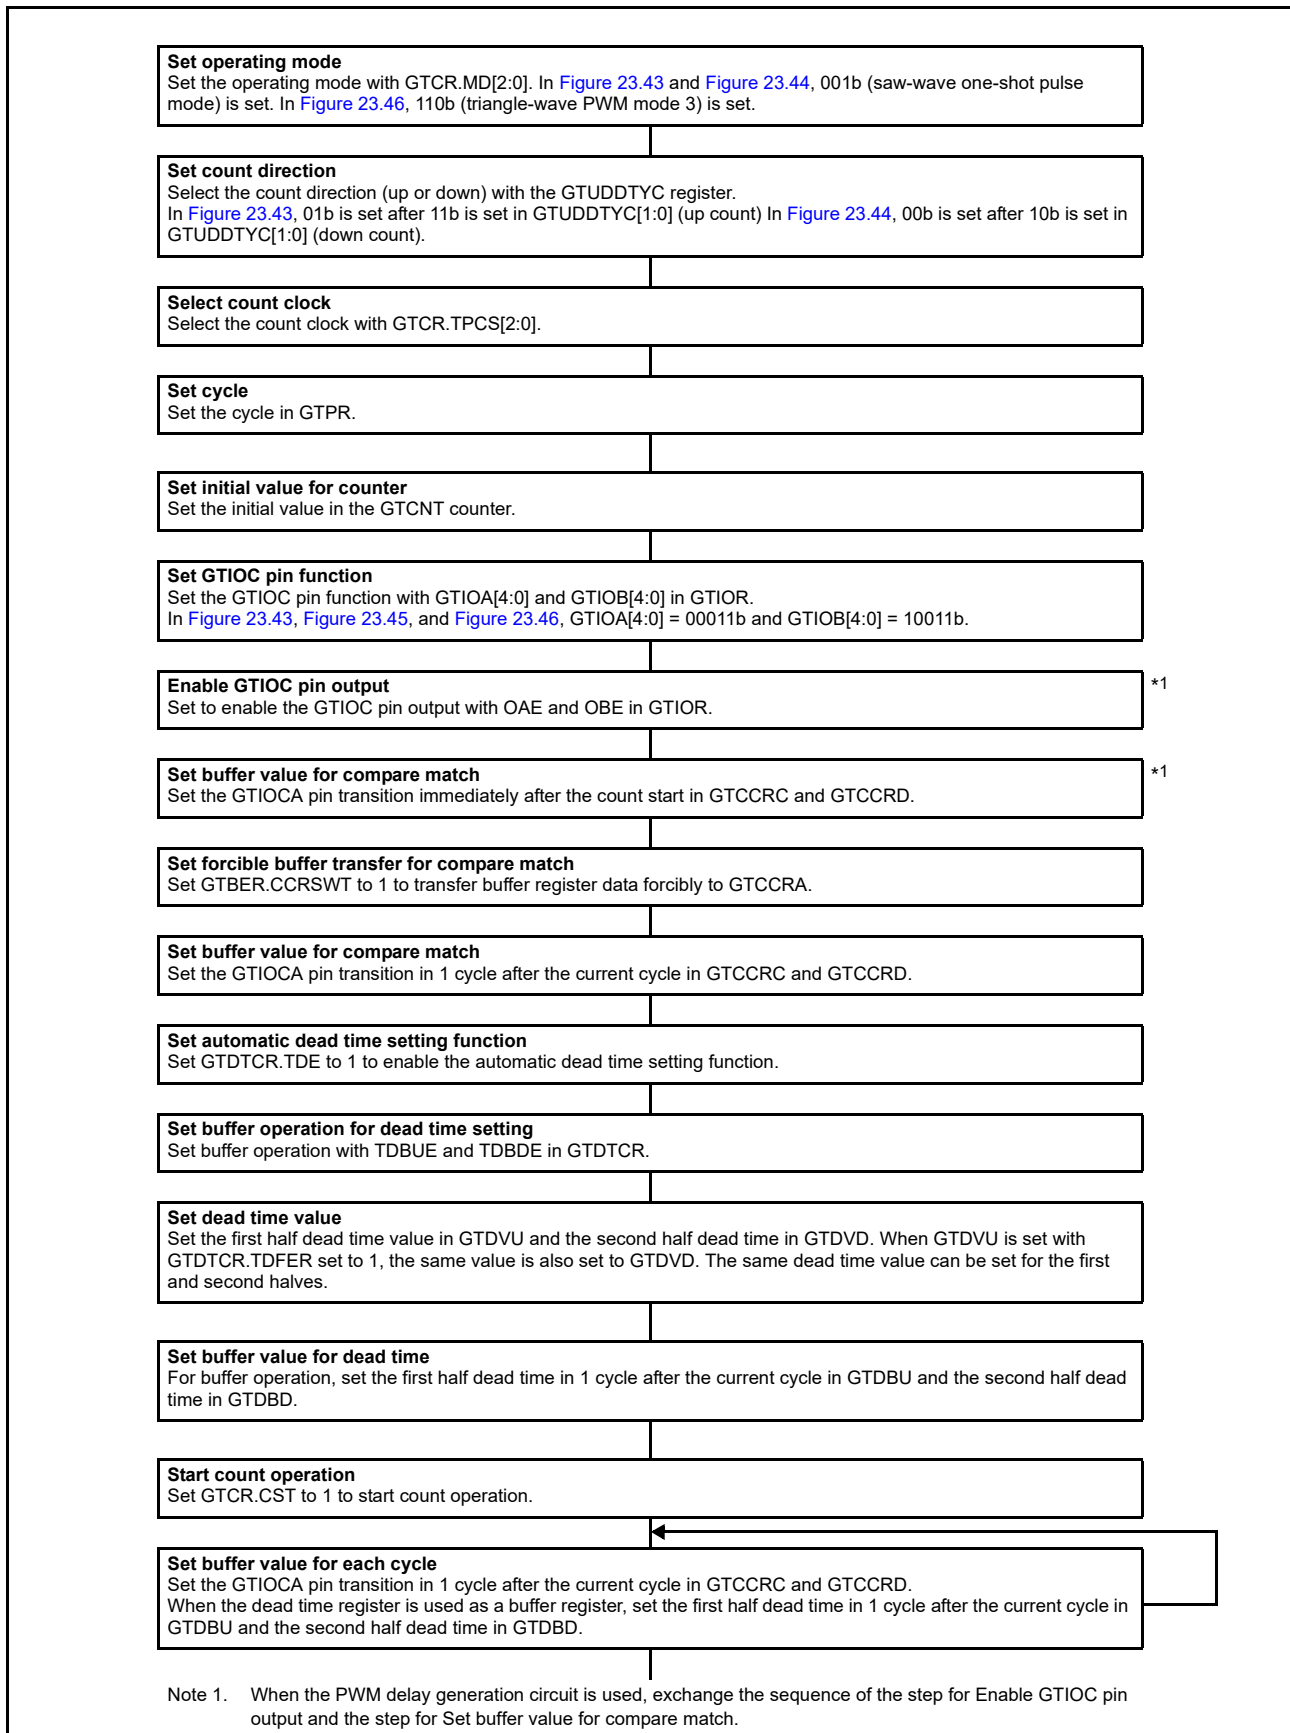 Set operating mode
Set the operating mode with GTCR.MD[2:0]. In Figure 23.43 and Figure 23.44, 001b (saw-wave one-shot pulse
mode) is set. In Figure 23.46, 110b (triangle-wave PWM mode 3) is set.
Set count direction
Select the count direction (up or down) with the GTUDDTYC register.
In Figure 23.43, 01b is set after 11b is set in GTUDDTYC[1:0] (up count) In Figure 23.44, 00b is set after 10b is set in
GTUDDTYC[1:0] (down count).
Select count clock
Select the count clock with GTCR.TPCS[2:0].
Set cycle
Set the cycle in GTPR.
Set initial value for counter
Set the initial value in the GTCNT counter.
Set GTIOC pin function
Set the GTIOC pin function with GTIOA[4:0] and GTIOB[4:0] in GTIOR.
In Figure 23.43, Figure 23.45, and Figure 23.46, GTIOA[4:0] = 00011b and GTIOB[4:0] = 10011b.
Enable GTIOC pin output *1
Set to enable the GTIOC pin output with OAE and OBE in GTIOR.
Set buffer value for compare match *1
Set the GTIOCA pin transition immediately after the count start in GTCCRC and GTCCRD.
Set forcible buffer transfer for compare match
Set GTBER.CCRSWT to 1 to transfer buffer register data forcibly to GTCCRA.
Set buffer value for compare match
Set the GTIOCA pin transition in 1 cycle after the current cycle in GTCCRC and GTCCRD.
Set automatic dead time setting function
Set GTDTCR.TDE to 1 to enable the automatic dead time setting function.
Set buffer operation for dead time setting
Set buffer operation with TDBUE and TDBDE in GTDTCR.
Set dead time value
Set the first half dead time value in GTDVU and the second half dead time in GTDVD. When GTDVU is set with
GTDTCR.TDFER set to 1, the same value is also set to GTDVD. The same dead time value can be set for the first
and second halves.
Set buffer value for dead time
For buffer operation, set the first half dead time in 1 cycle after the current cycle in GTDBU and the second half dead
time in GTDBD.
Start count operation
Set GTCR.CST to 1 to start count operation.
Set buffer value for each cycle
Set the GTIOCA pin transition in 1 cycle after the current cycle in GTCCRC and GTCCRD.
When the dead time register is used as a buffer register, set the first half dead time in 1 cycle after the current cycle in
GTDBU and the second half dead time in GTDBD.
Note 1. When the PWM delay generation circuit is used, exchange the sequence of the step for Enable GTIOC pin
output and the step for Set buffer value for compare match.